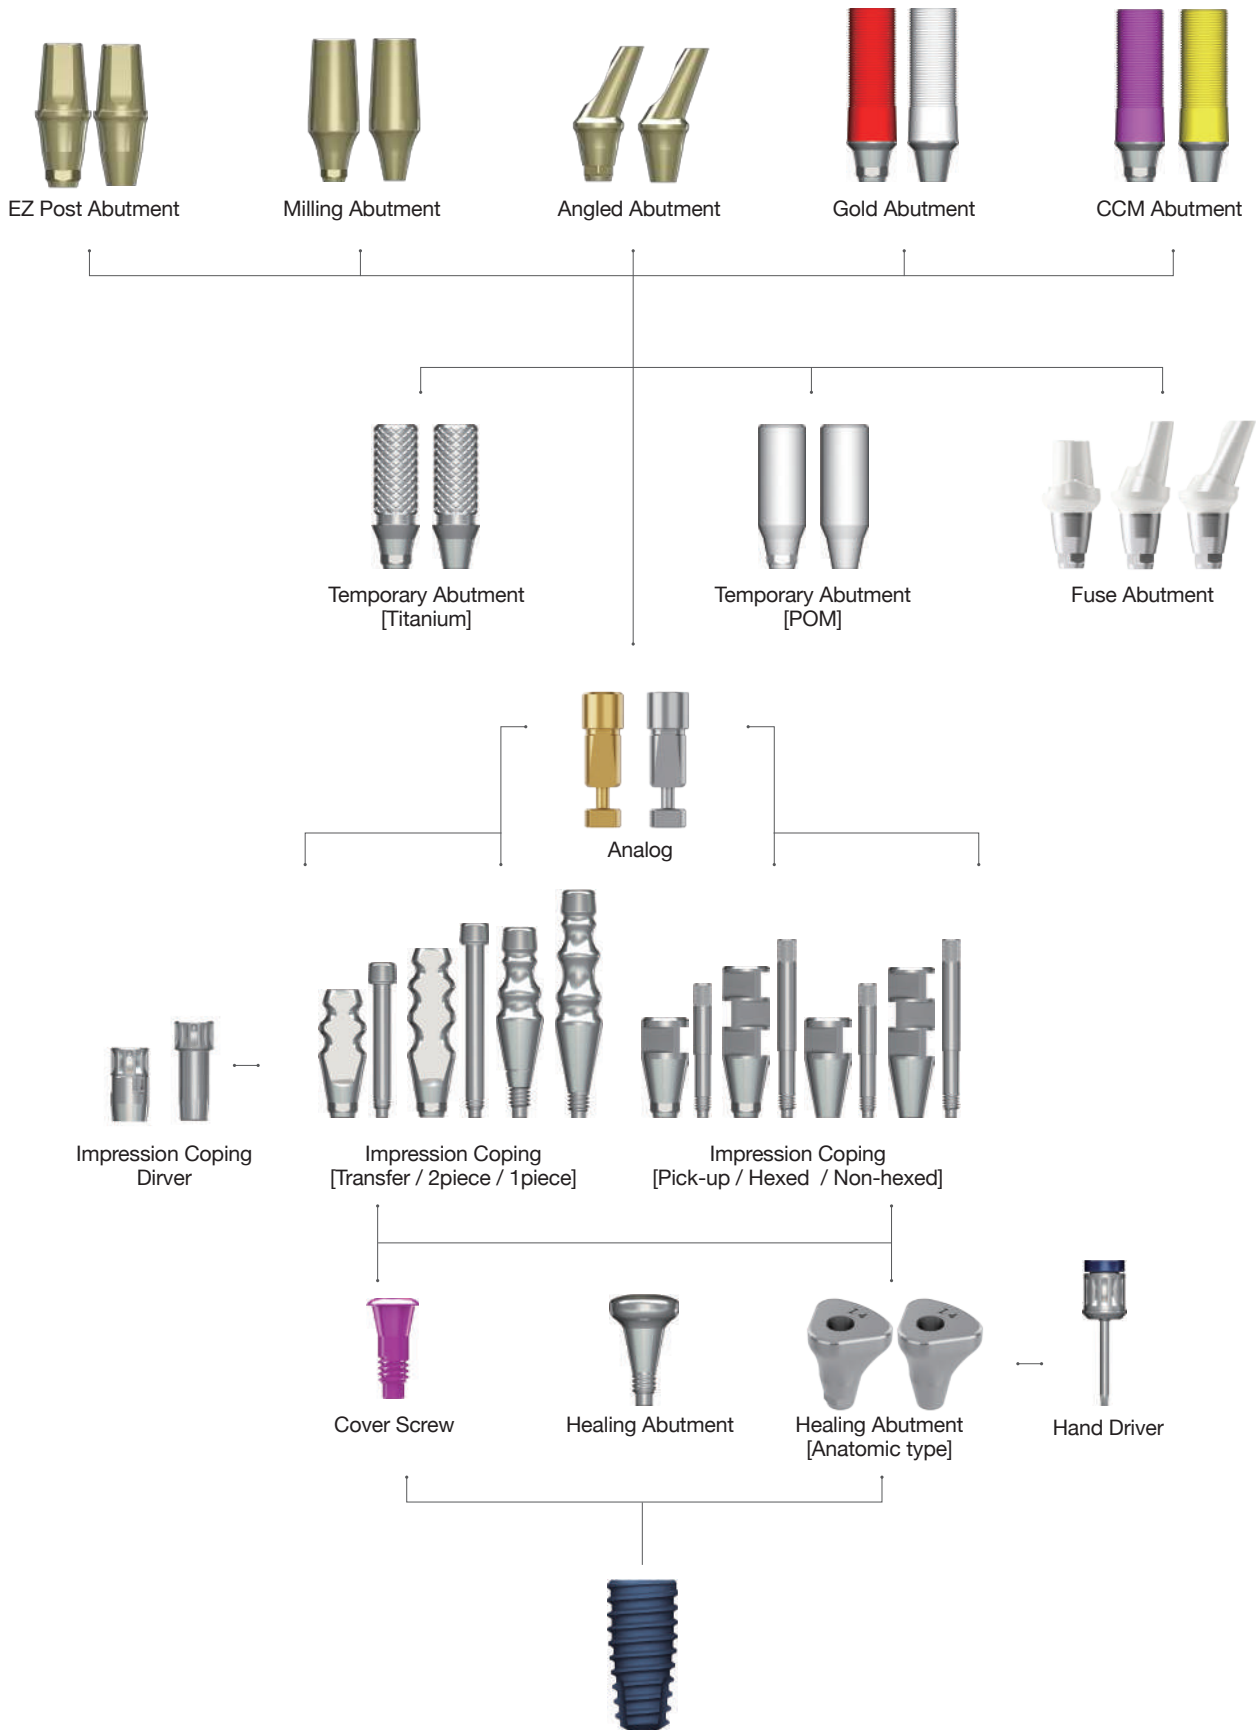 EZ Post Abutment
Milling Abutment
Angled Abutment
Gold Abutment
CCM Abutment
Temporary Abutment
[Titanium]
Temporary Abutment
[POM]
Fuse Abutment
Analog
Impression Coping
Dirver
Impression Coping
[Transfer / 2piece / 1piece]
Impression Coping
[Pick-up / Hexed / Non-hexed]
Cover Screw
Healing Abutment
Healing Abutment
[Anatomic type]
Hand Driver